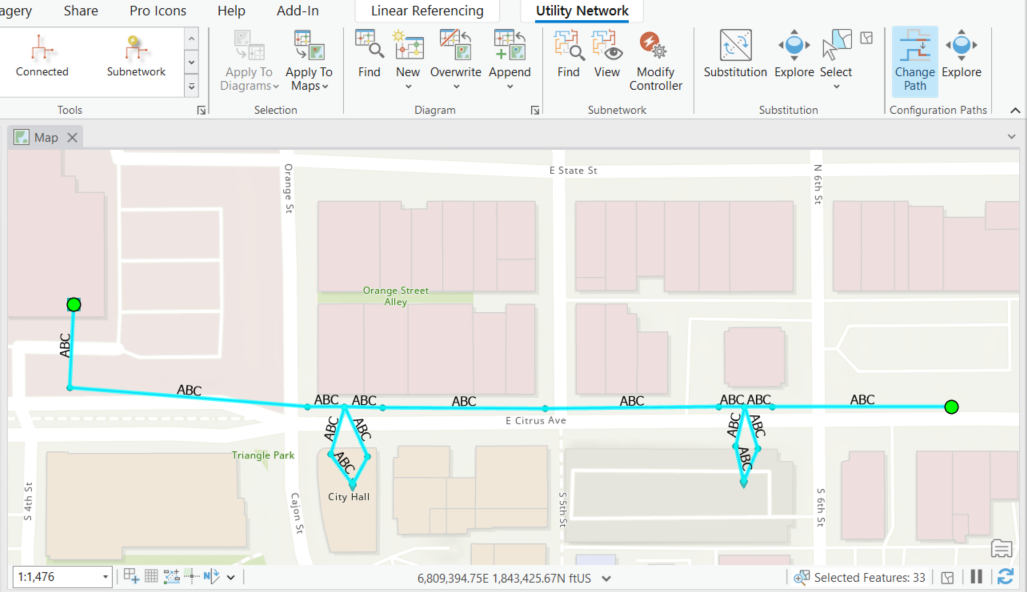 agery Share Pro Icons Help Add-In Linear Referencing Utility Network
Connected
Subnetwork
Tools
Apply To
Diagrams
Apply To
Maps
Selection
Find
New
Overwrite
Append
Diagram
Find
View
Modify
Controller
Subnetwork
Substitution
Explore
Select
Substitution
Change
Path
Explore
Configuration Paths
Map
E State St
Orange St
N 6th St
Orange Street
Alley
ABC
ABC
ABC ABC ABC ABC ABC ABC ABC
E Citrus Ave
ABC ABC ABC ABC
Triangle Park
ABC ABC
City Hall
S 4th St
Cajon St
S 5th St
S 6th St
1:1,476
N
6,809,394.75E 1,843,425.67N ftUS
Selected Features: 33